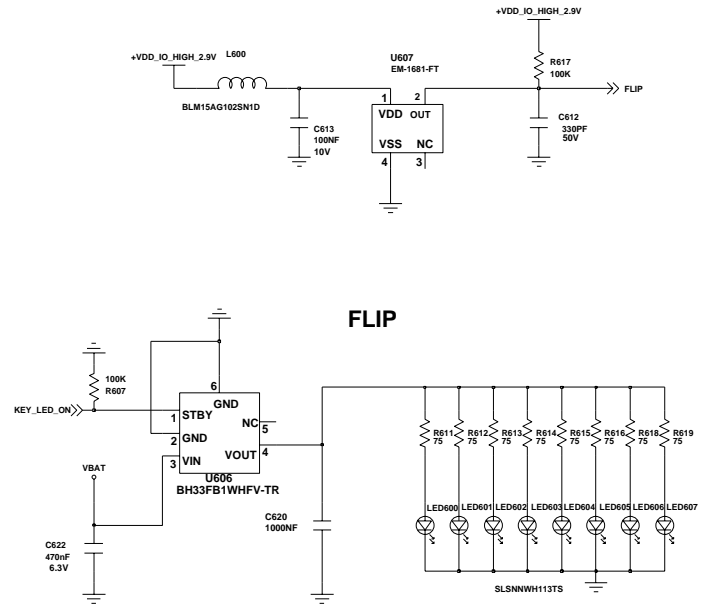 +VDD_IO_HIGH_2.9V
+VDD_IO_HIGH_2.9V
L600
U607
EM-1681-FT
R617
100K
FLIP
BLM15AG102SN1D
1
2
VDD
OUT
C613
100NF
10V
C612
330PF
50V
VSS
NC
4
3
FLIP
100K
R607
6
GND
KEY_LED_ON
1
STBY
NC
5
2
GND
3
VIN
VOUT
4
U606
BH33FB1WHFV-TR
VBAT
R611
75
R612
75
R613
75
R614
75
R615
75
R616
75
R618
75
R619
75
LED600
LED601
LED602
LED603
LED604
LED605
LED606
LED607
C620
1000NF
C622
470nF
6.3V
SLSNNWH113TS